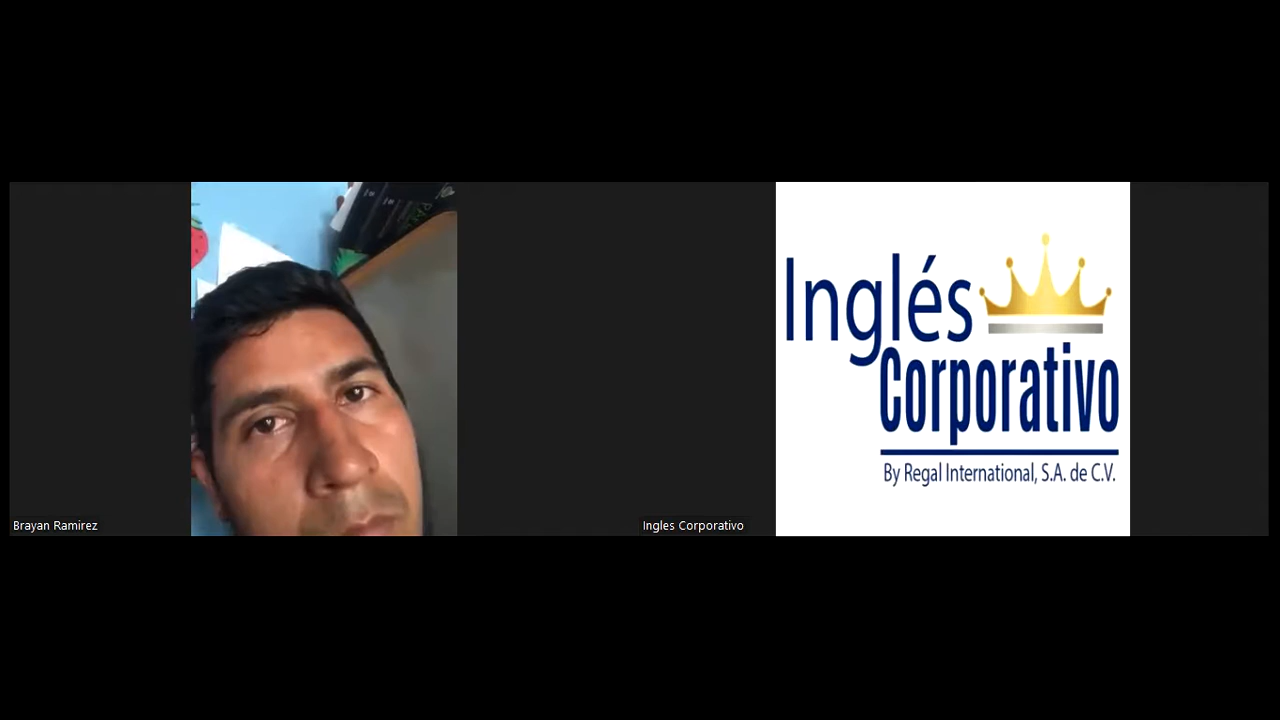 Inglés
Corporativo
By Regal International, S.A. de C.V.
Brayan Ramirez
Ingles Corporativo